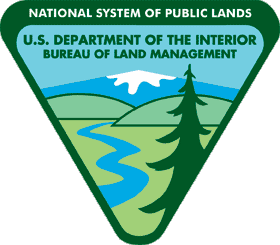 NATIONAL SYSTEM OF PUBLIC LANDS
U.S. DEPARTMENT OF THE INTERIOR
BUREAU OF LAND MANAGEMENT